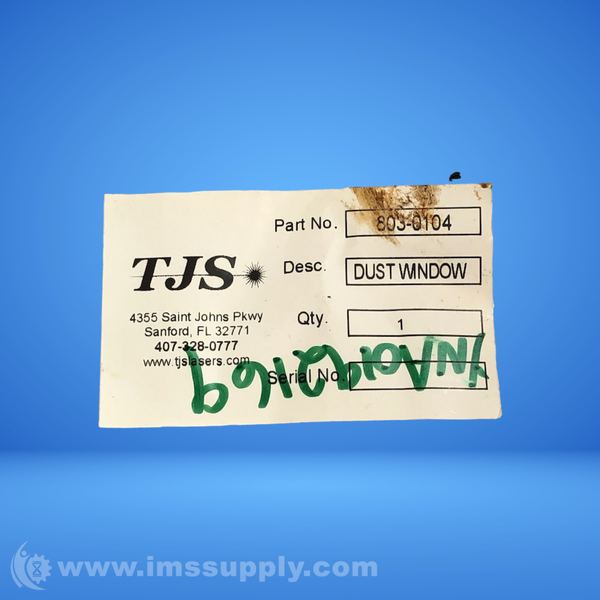 TJS
4355 Saint Johns Pkwy
Sanford, FL 32771
407-328-0777
www.tjslasers.com
Part No. 803-0104
Desc. DUST WINDOW
Qty. 1
Serial No.
www.imssupply.com